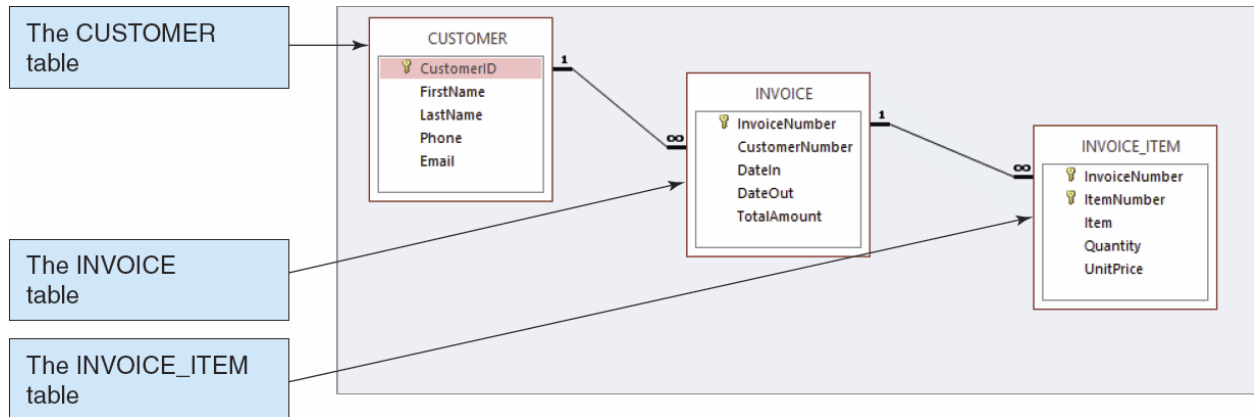 The CUSTOMER
table
CUSTOMER
CustomerID
FirstName
LastName
Phone
Email
1
∞
INVOICE
InvoiceNumber
CustomerNumber
DateIn
DateOut
TotalAmount
1
∞
INVOICE_ITEM
InvoiceNumber
ItemNumber
Item
Quantity
UnitPrice
The INVOICE
table
The INVOICE_ITEM
table